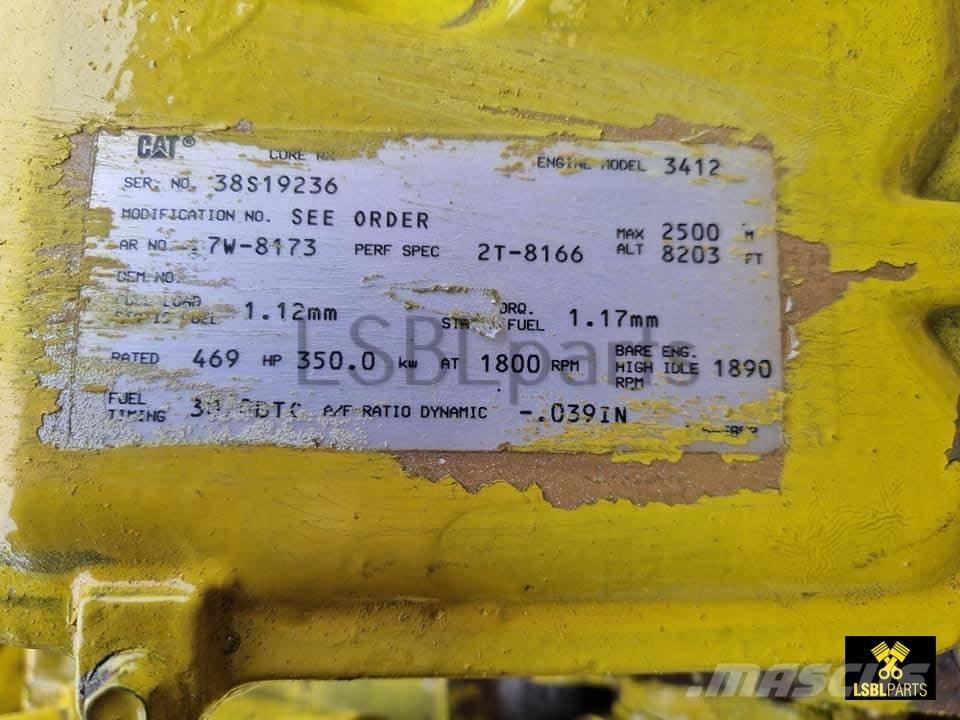 CAT®
CORE ENGINE MODEL 3412
SER. NO. 38S19236
MODIFICATION NO. SEE ORDER
AR NO. 7W-8173 PERF SPEC 2T-8166 MAX ALT 2500 M 8203 FT
OEM NO.
FULL LOAD STATIC FUEL 1.12mm TORQ. FUEL 1.17mm
RATED 469 HP 350.0 kw AT 1800 RPM BARE ENG. HIGH IDLE RPM 1890
FUEL TIMING A/F RATIO DYNAMIC -.039IN
LSBLparts
MASCUS
LSBLPARTS